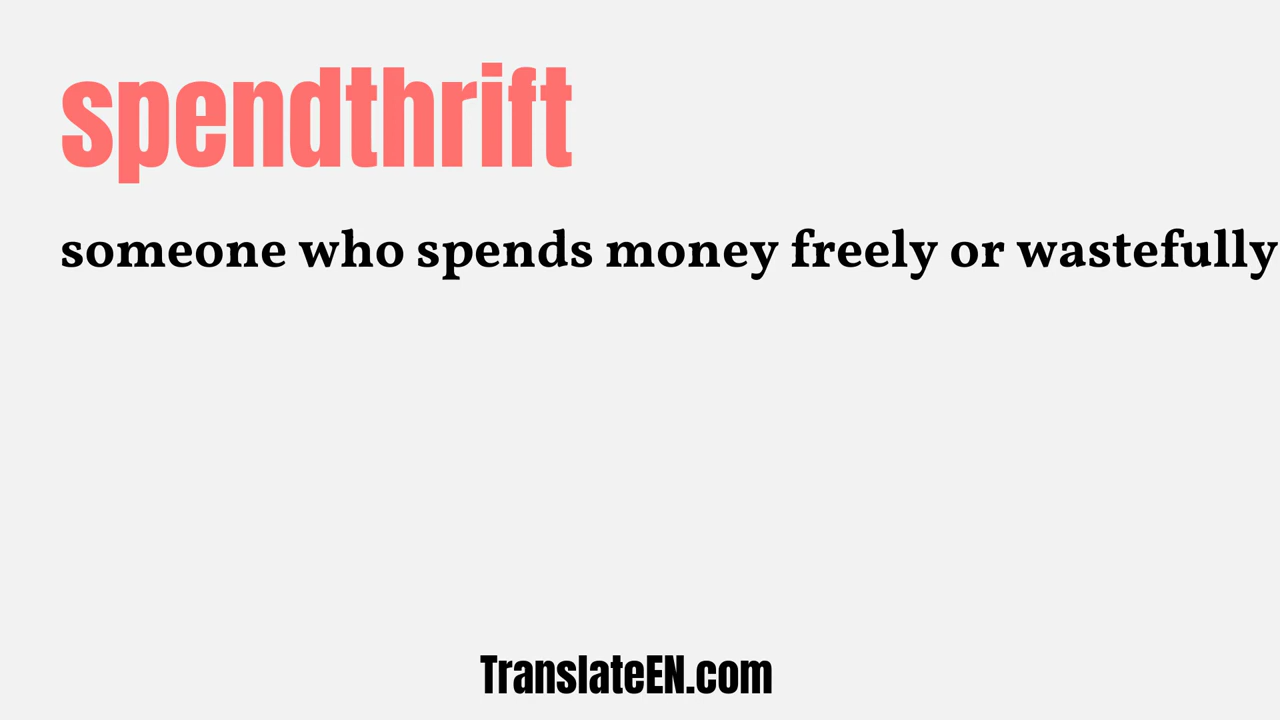 spendthrift
someone who spends money freely or wastefully
TranslateEN.com